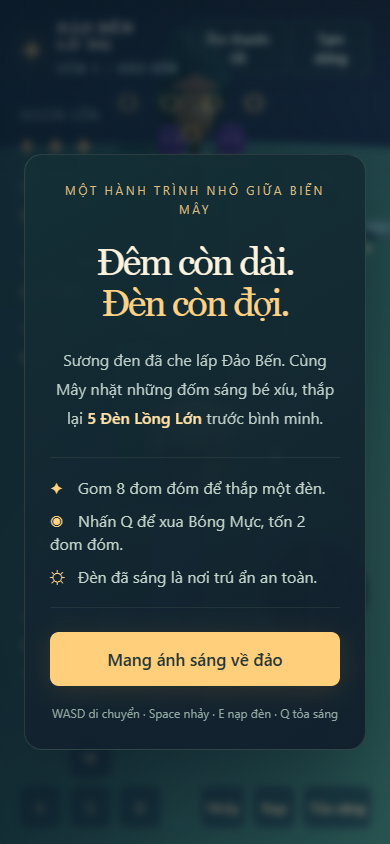 MỘT HÀNH TRÌNH NHỎ GIỮA BIỂN
MÂY
Đêm còn dài.
Đèn còn đợi.
Sương đen đã che lấp Đảo Bến. Cùng
Mây nhặt những đốm sáng bé xíu, thắp
lại 5 Đèn Lồng Lớn trước bình minh.
✦ Gom 8 đom đóm để thắp một đèn.
◉ Nhấn Q để xua Bóng Mực, tốn 2
đom đóm.
☼ Đèn đã sáng là nơi trú ẩn an toàn.
Mang ánh sáng về đảo
WASD di chuyển · Space nhảy · E nạp đèn · Q tỏa sáng